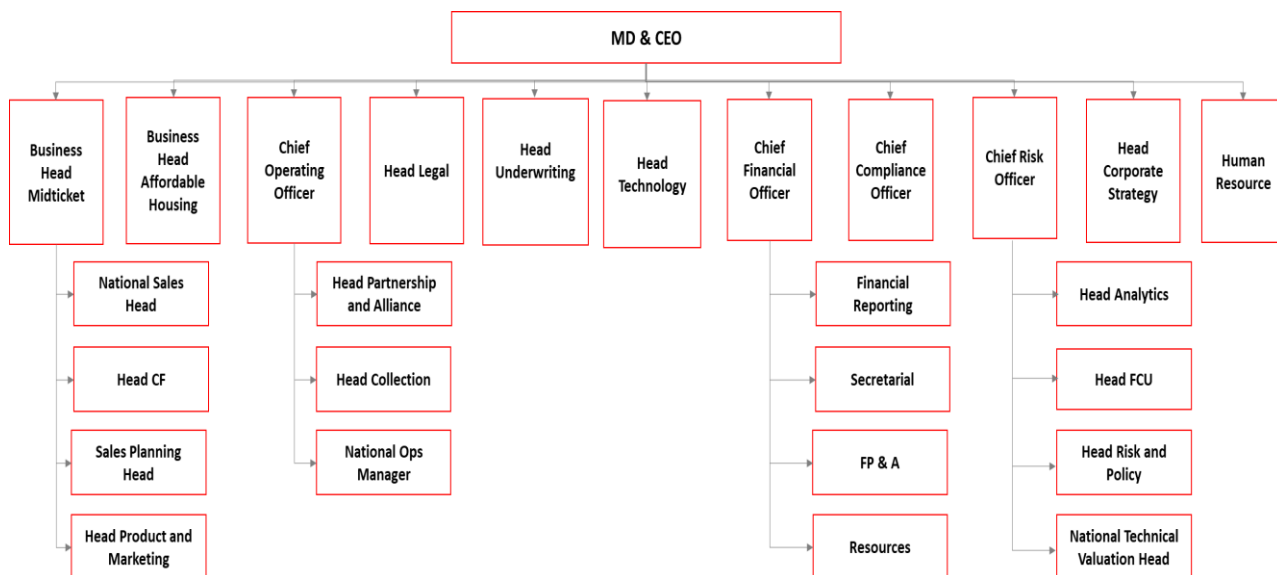 MD & CEO
Business
Head
Midticket
Business
Head
Affordable
Housing
Chief
Operating
Officer
Head Legal
Head
Underwriting
Head
Technology
Chief
Financial
Officer
Chief
Compliance
Officer
Chief Risk
Officer
Head
Corporate
Strategy
Human
Resource
National Sales
Head
Head Partnership
and Alliance
Financial
Reporting
Head Analytics
Head CF
Head Collection
Secretarial
Head FCU
Sales Planning
Head
National Ops
Manager
FP & A
Head Risk and
Policy
Head Product and
Marketing
Resources
National Technical
Valuation Head